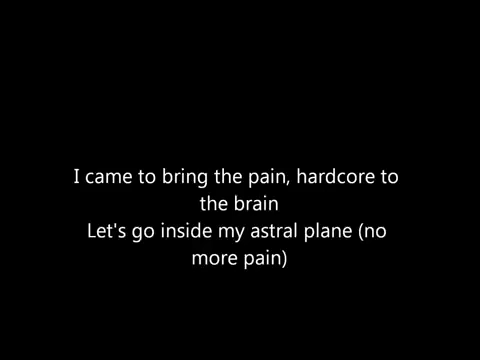 I came to bring the pain, hardcore to
the brain
Let's go inside my astral plane (no
more pain)